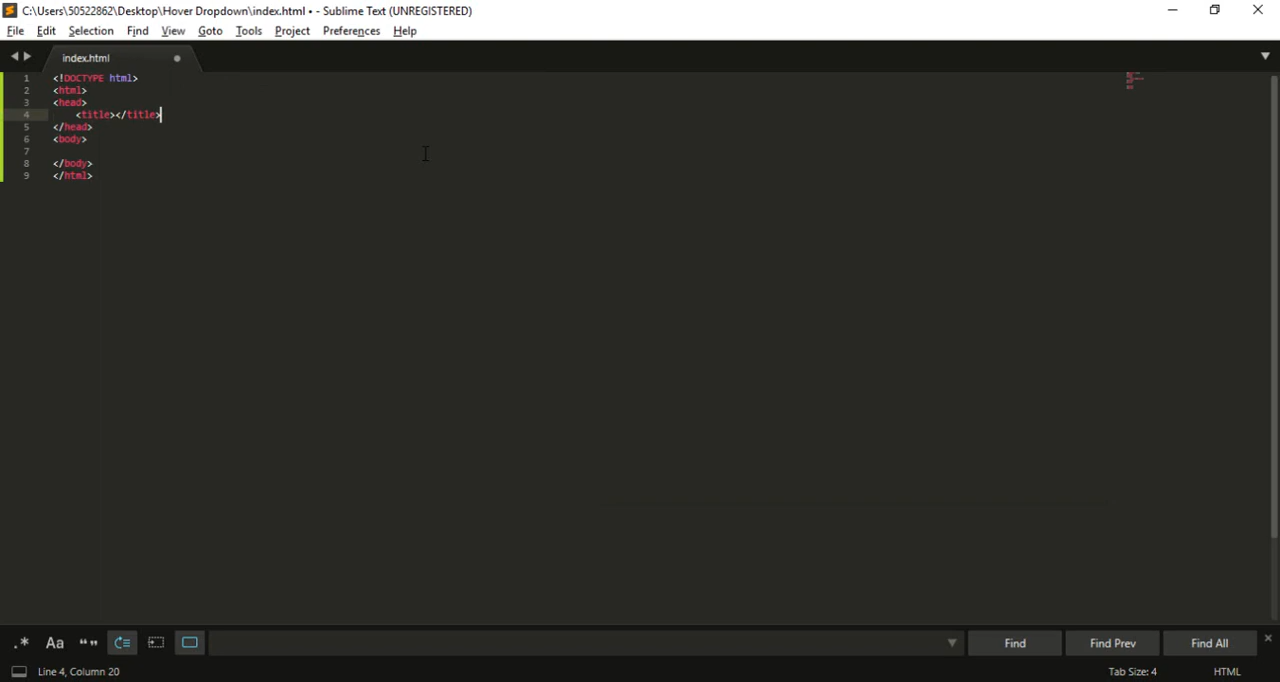 C:\Users\50522862\Desktop\Hover Dropdown\index.html • - Sublime Text (UNREGISTERED)
File Edit Selection Find View Goto Tools Project Preferences Help
index.html
1 <!DOCTYPE html>
2 <html>
3 <head>
4 <title></title>
5 </head>
6 <body>
7
8 </body>
9 </html>
.* Aa “” Find Find Prev Find All
Line 4, Column 20 Tab Size: 4 HTML